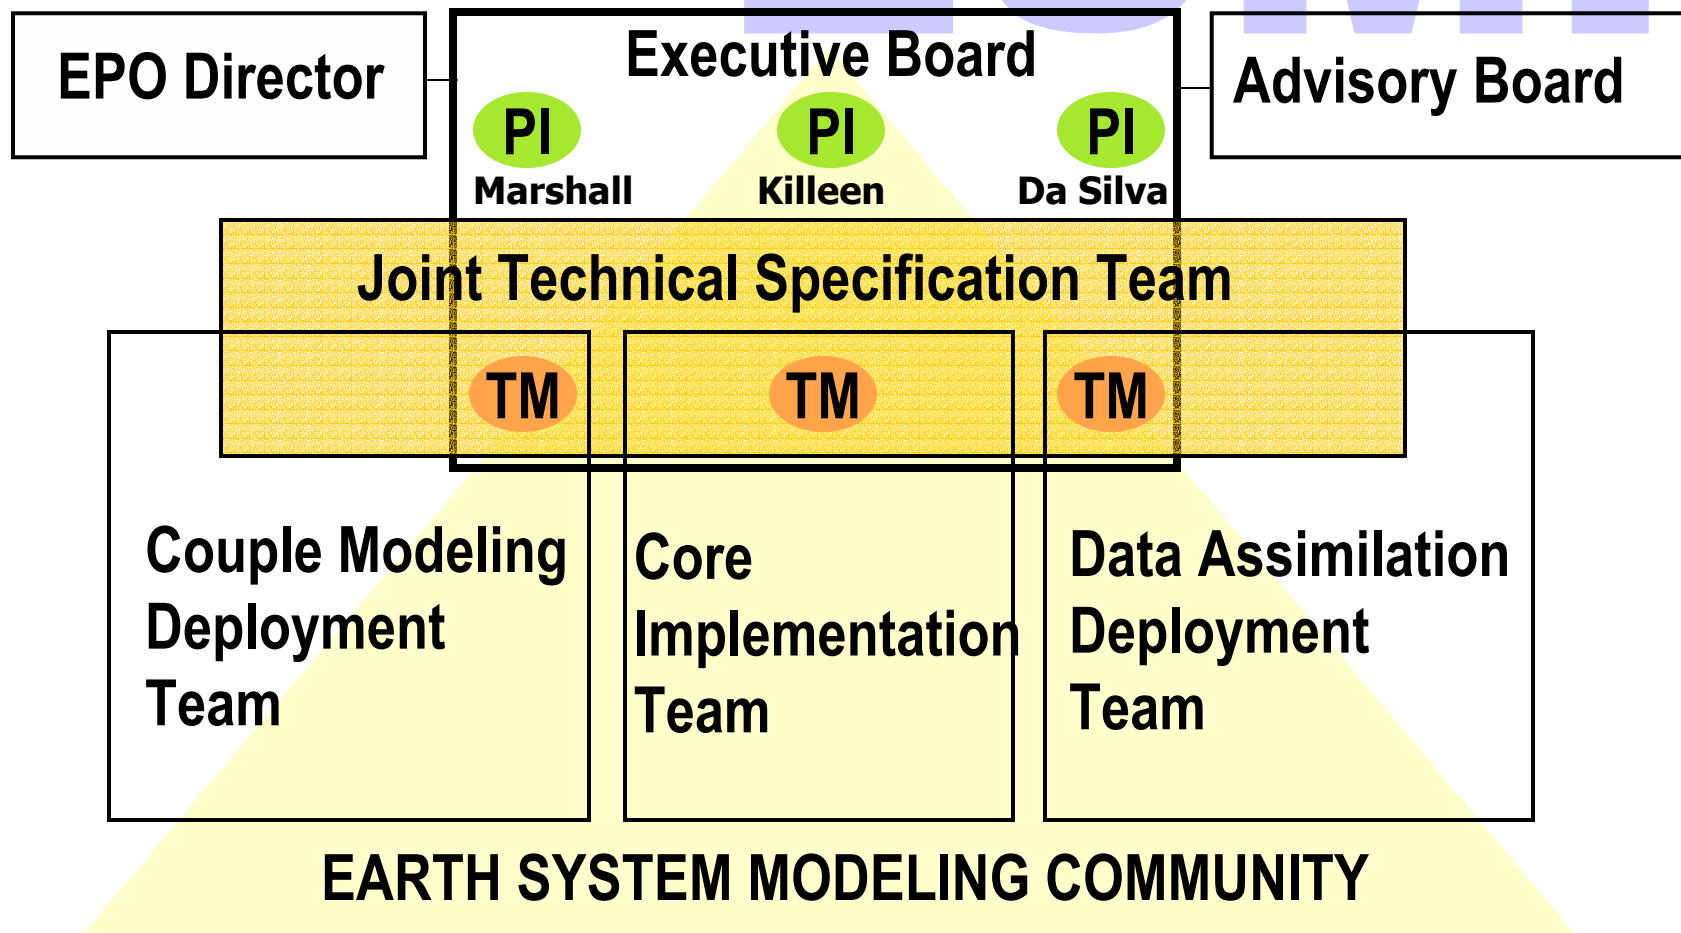 EPO Director
Executive Board
Advisory Board
PI
PI
PI
Marshall
Killeen
Da Silva
Joint Technical Specification Team
TM
TM
TM
Couple Modeling
Deployment
Team
Core
Implementation
Team
Data Assimilation
Deployment
Team
EARTH SYSTEM MODELING COMMUNITY